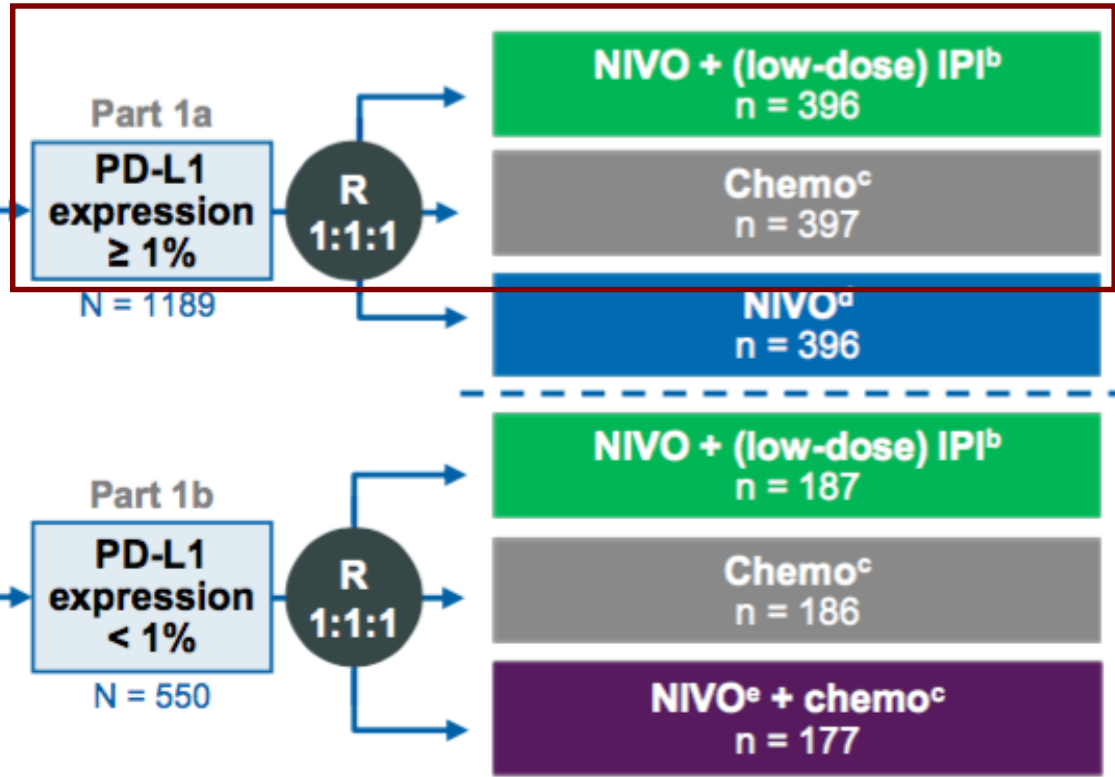 Part 1a
PD-L1
expression
≥ 1%
N = 1189
R
1:1:1
NIVO + (low-dose) IPIᵇ
n = 396
Chemoᶜ
n = 397
NIVOᵈ
n = 396
Part 1b
PD-L1
expression
< 1%
N = 550
R
1:1:1
NIVO + (low-dose) IPIᵇ
n = 187
Chemoᶜ
n = 186
NIVOᵉ + chemoᶜ
n = 177